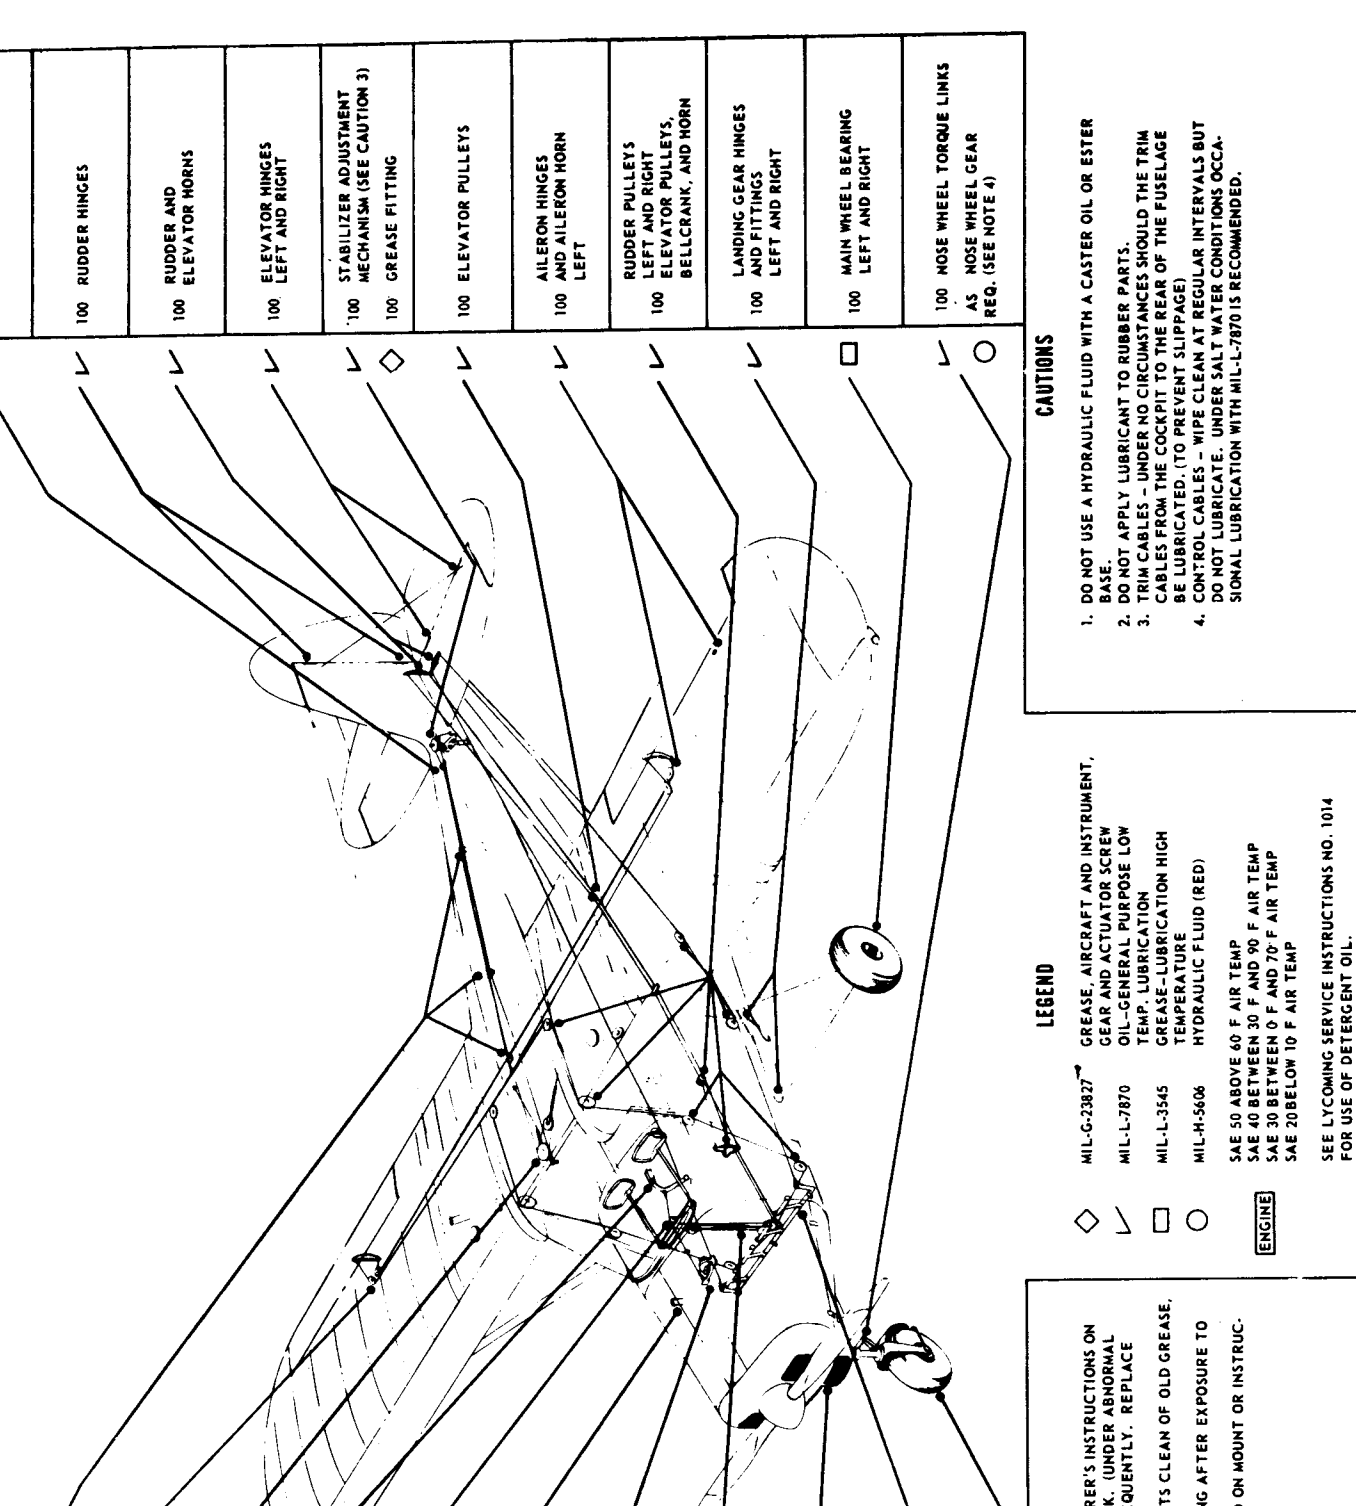 100 RUDDER HINGES
RUDDER AND
100 ELEVATOR HORNS
ELEVATOR HINGES
100 LEFT AND RIGHT
STABILIZER ADJUSTMENT
100 MECHANISM (SEE CAUTION 3)
100 GREASE FITTING
100 ELEVATOR PULLEYS
AILERON HINGES
100 AND AILERON HORN
LEFT
RUDDER PULLEYS
LEFT AND RIGHT
100 ELEVATOR PULLEYS,
BELLCRANK, AND HORN
LANDING GEAR HINGES
100 AND FITTINGS
LEFT AND RIGHT
MAIN WHEEL BEARING
100 LEFT AND RIGHT
100 NOSE WHEEL TORQUE LINKS
AS NOSE WHEEL GEAR
REQ. (SEE NOTE 4)
CAUTIONS
1. DO NOT USE A HYDRAULIC FLUID WITH A CASTER OIL OR ESTER
BASE.
2. DO NOT APPLY LUBRICANT TO RUBBER PARTS.
3. TRIM CABLES – UNDER NO CIRCUMSTANCES SHOULD THE TRIM
CABLES FROM THE COCKPIT TO THE REAR OF THE FUSELAGE
BE LUBRICATED. (TO PREVENT SLIPPAGE)
4. CONTROL CABLES – WIPE CLEAN AT REGULAR INTERVALS BUT
DO NOT LUBRICATE. UNDER SALT WATER CONDITIONS OCCA-
SIONAL LUBRICATION WITH MIL-L-7870 IS RECOMMENDED.
LEGEND
MIL-G-23827 GREASE, AIRCRAFT AND INSTRUMENT,
GEAR AND ACTUATOR SCREW
MIL-L-7870 OIL–GENERAL PURPOSE LOW
TEMP. LUBRICATION
MIL-L-3545 GREASE–LUBRICATION HIGH
TEMPERATURE
MIL-H-5606 HYDRAULIC FLUID (RED)
ENGINE
SAE 50 ABOVE 60 F AIR TEMP
SAE 40 BETWEEN 30 F AND 90 F AIR TEMP
SAE 30 BETWEEN 0 F AND 70 F AIR TEMP
SAE 20 BELOW 10 F AIR TEMP
SEE LYCOMING SERVICE INSTRUCTIONS NO. 1014
FOR USE OF DETERGENT OIL.
RER'S INSTRUCTIONS ON
K. (UNDER ABNORMAL
QUENTLY. REPLACE
TS CLEAN OF OLD GREASE,
NG AFTER EXPOSURE TO
D ON MOUNT OR INSTRUC-